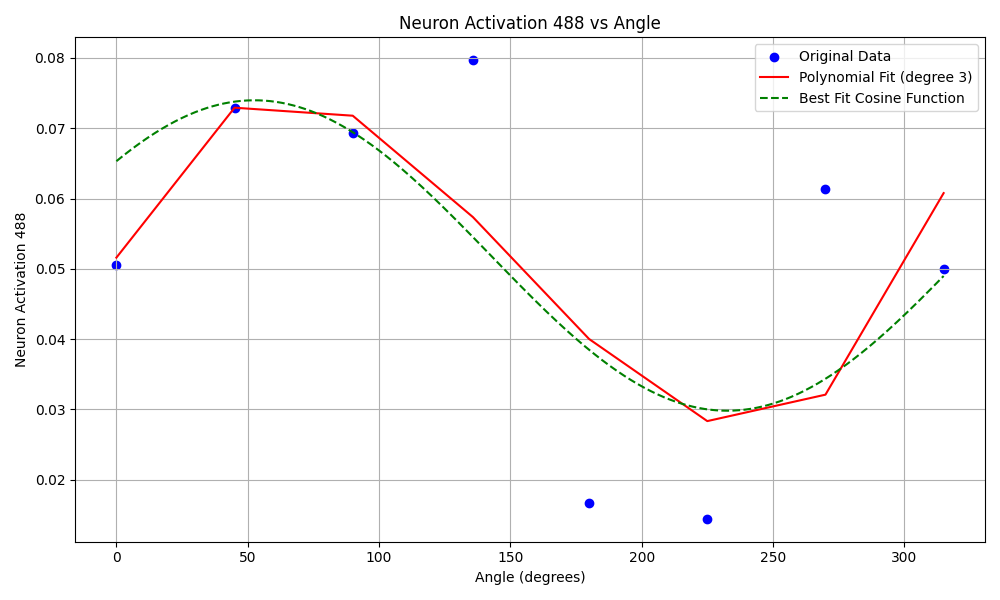 Neuron Activation 488 vs Angle
Original Data
Polynomial Fit (degree 3)
Best Fit Cosine Function
Neuron Activation 488
0.08
0.07
0.06
0.05
0.04
0.03
0.02
0 50 100 150 200 250 300
Angle (degrees)